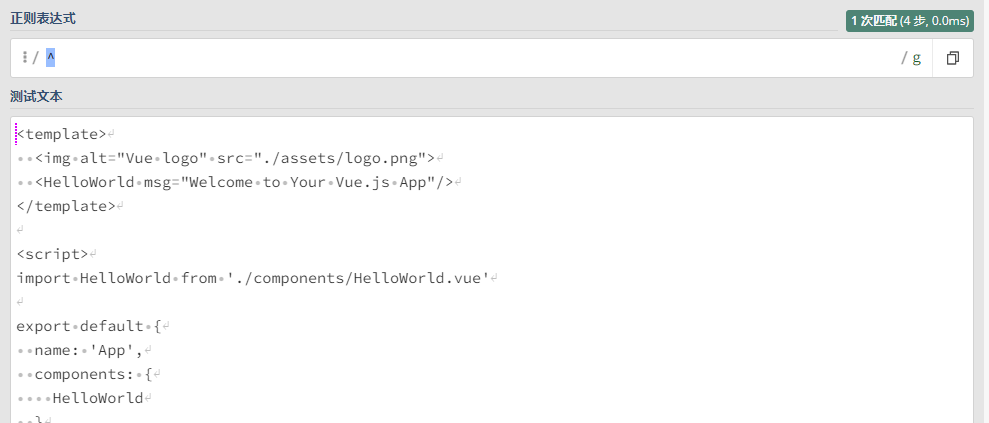 正则表达式
1 次匹配 (4 步, 0.0ms)
/ ^ / g
测试文本
<template>
  <img alt="Vue logo" src="./assets/logo.png">
  <HelloWorld msg="Welcome to Your Vue.js App"/>
</template>
<script>
import HelloWorld from './components/HelloWorld.vue'
export default {
  name: 'App',
  components: {
    HelloWorld
  }